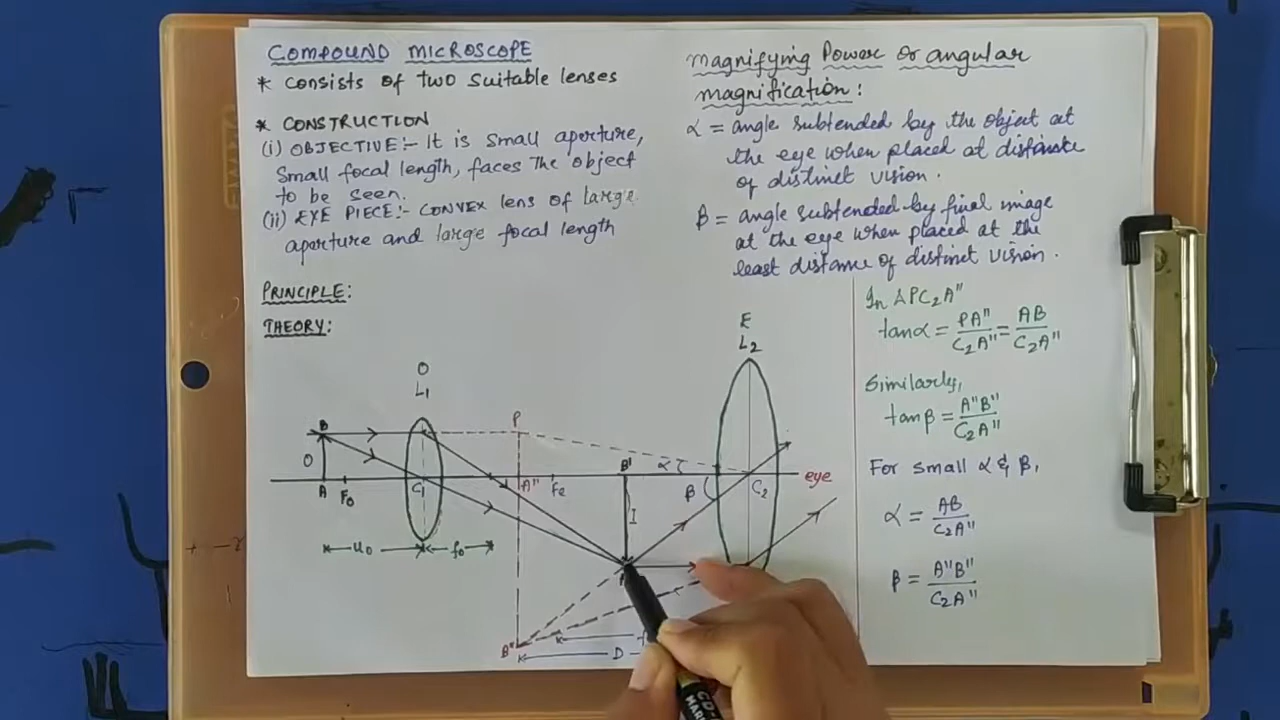 COMPOUND MICROSCOPE
* Consists of two suitable lenses
* CONSTRUCTION
(i) OBJECTIVE:- It is small aperture,
small focal length, faces the object
to be seen.
(ii) EYE PIECE:- CONVEX lens of large
aperture and large focal length
PRINCIPLE:
THEORY:
Magnifying Power or angular
magnification:
α = angle subtended by the object at
the eye when placed at distance
of distinct vision.
β = angle subtended by final image
at the eye when placed at the
least distance of distinct vision.
In ΔPC₂A"
tanα = PA"/C₂A" = AB/C₂A"
Similarly,
tanβ = A"B"/C₂A"
For small α & β,
α = AB/C₂A"
β = A"B"/C₂A"
O
L₁
E
L₂
B
P
O
B'
α
A
F₀
C₁
A"
Fe
β
C₂
eye
I
u₀
f₀
B"
D